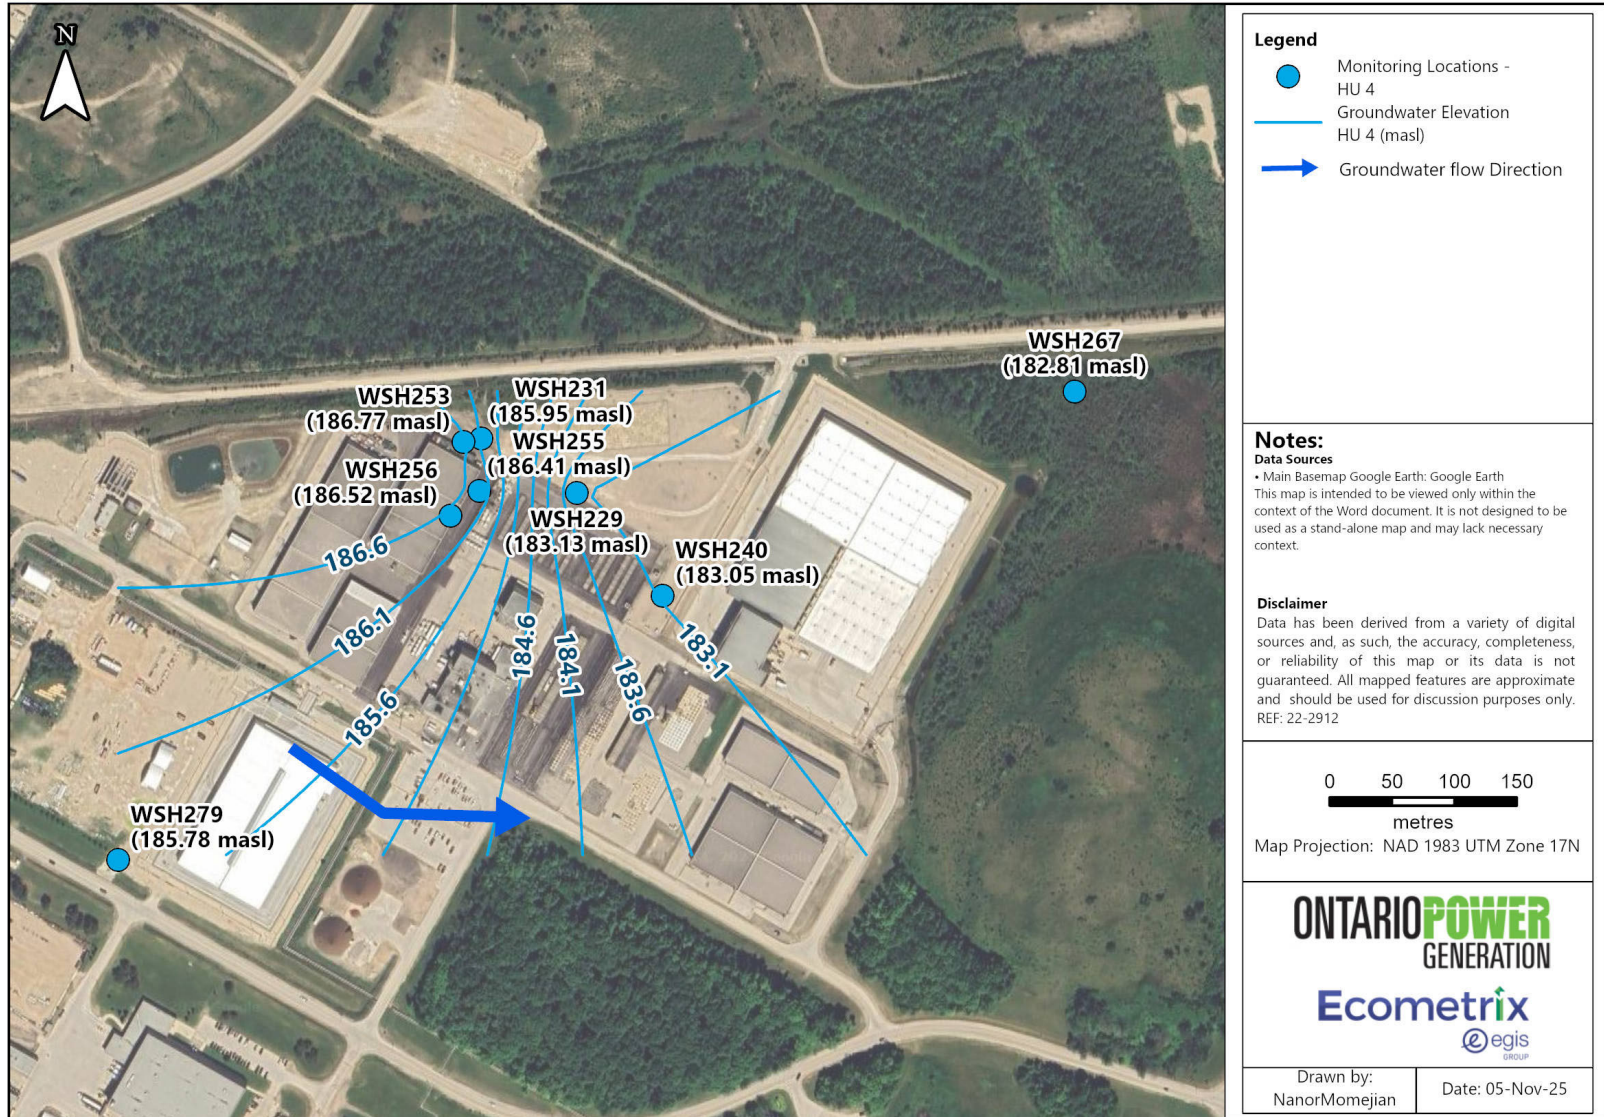 N
WSH267
(182.81 masl)
WSH253
(186.77 masl)
WSH231
(185.95 masl)
WSH255
(186.41 masl)
WSH256
(186.52 masl)
WSH229
(183.13 masl)
WSH240
(183.05 masl)
186.6
186.1
185.6
184.6
184.1
183.6
183.1
WSH279
(185.78 masl)
Legend
Monitoring Locations -
HU 4
Groundwater Elevation
HU 4 (masl)
Groundwater flow Direction
Notes:
Data Sources
• Main Basemap Google Earth: Google Earth
This map is intended to be viewed only within the
context of the Word document. It is not designed to be
used as a stand-alone map and may lack necessary
context.
Disclaimer
Data has been derived from a variety of digital
sources and, as such, the accuracy, completeness,
or reliability of this map or its data is not
guaranteed. All mapped features are approximate
and should be used for discussion purposes only.
REF: 22-2912
0 50 100 150
metres
Map Projection: NAD 1983 UTM Zone 17N
ONTARIOPOWER
GENERATION
Ecometrix
e egis
GROUP
Drawn by:
NanorMomejian
Date: 05-Nov-25